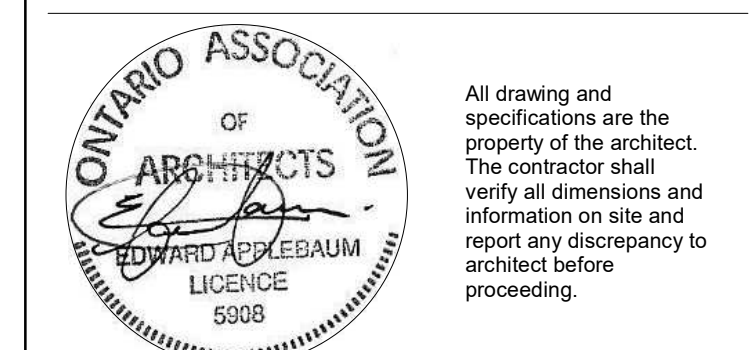 ONTARIO ASSOCIATION
OF
ARCHITECTS
EDWARD APPLEBAUM
LICENCE
5908
All drawing and
specifications are the
property of the architect.
The contractor shall
verify all dimensions and
information on site and
report any discrepancy to
architect before
proceeding.